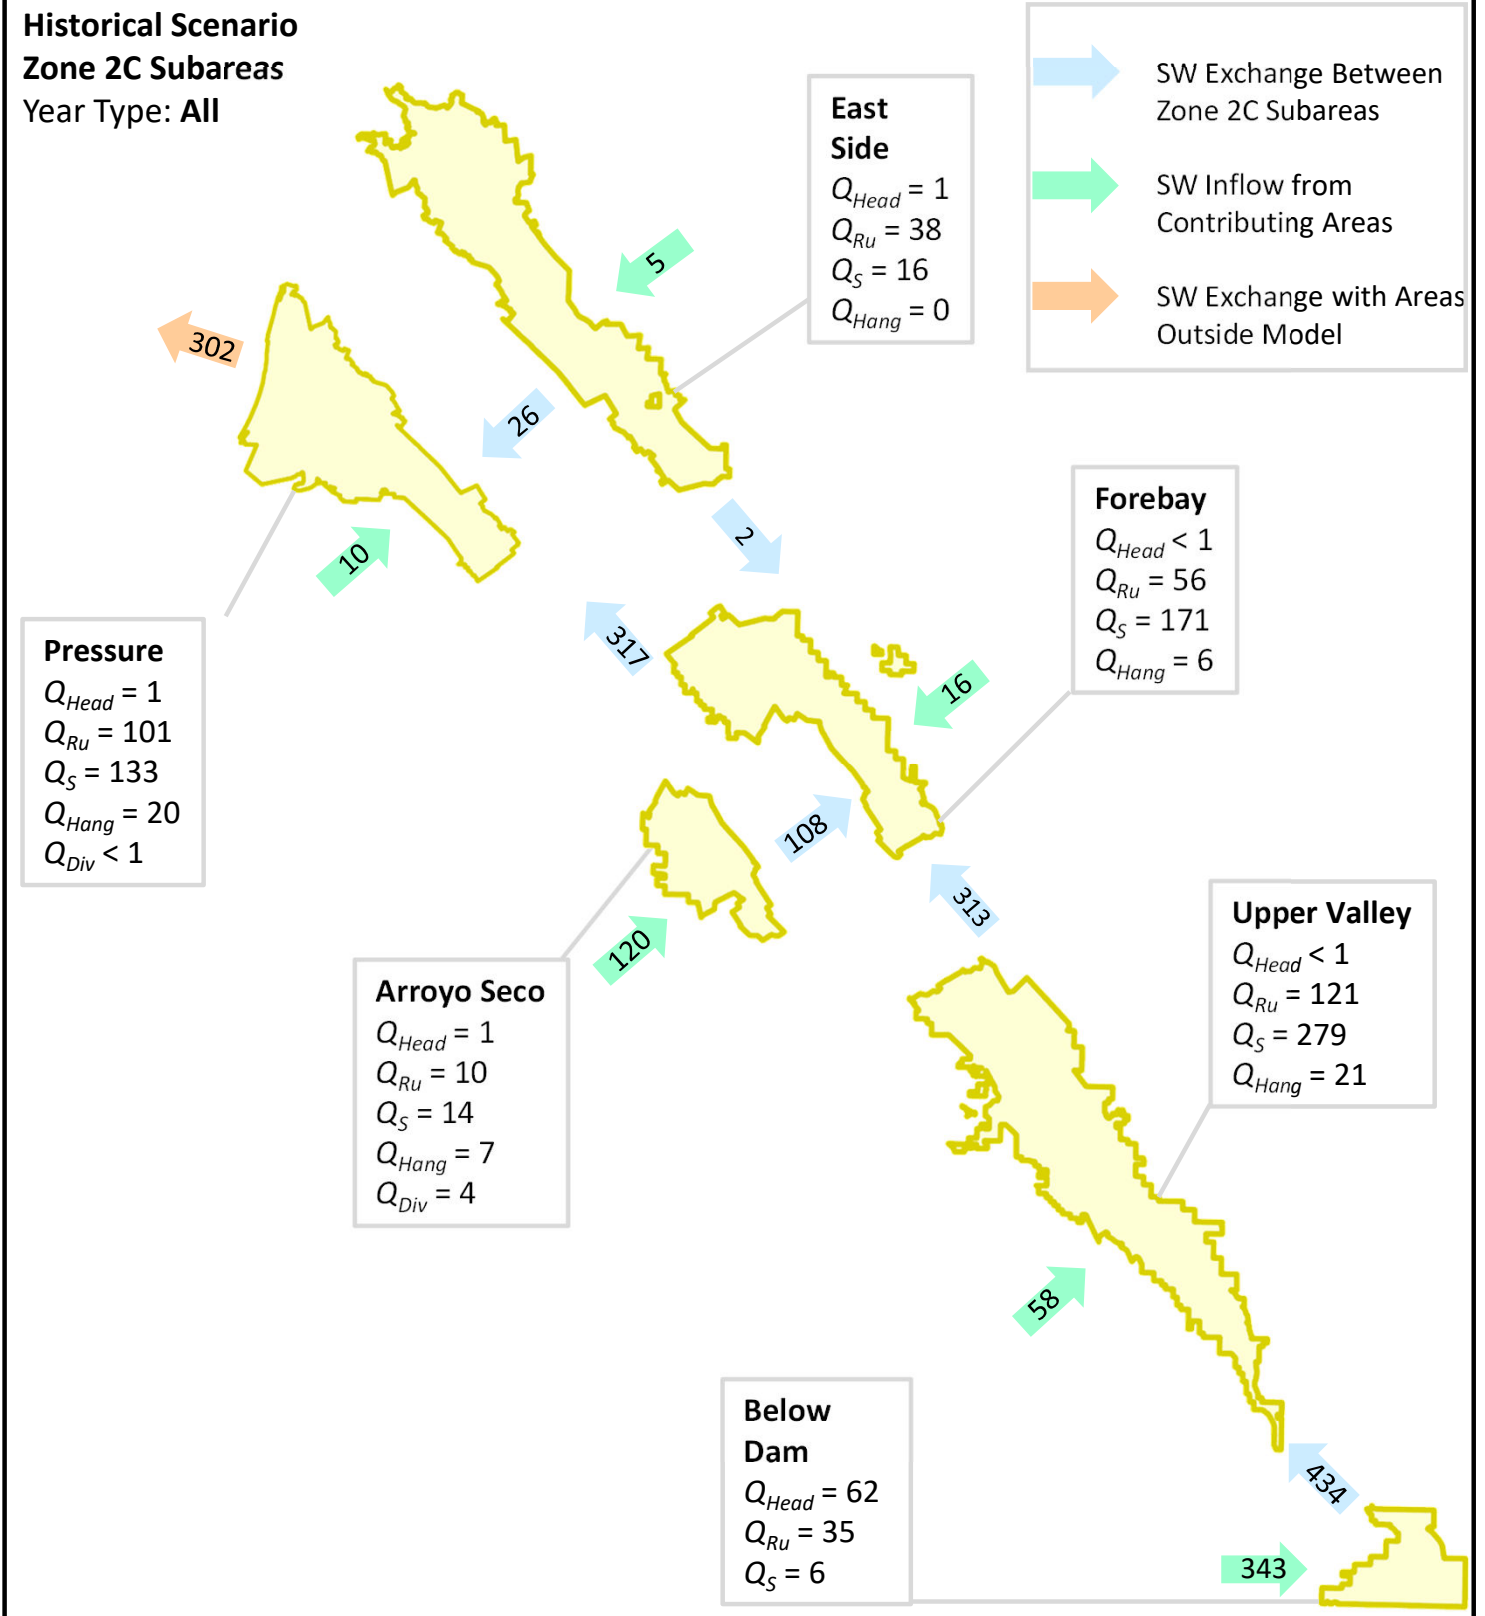 Historical Scenario
Zone 2C Subareas
Year Type: All
SW Exchange Between
Zone 2C Subareas
SW Inflow from
Contributing Areas
SW Exchange with Areas
Outside Model
East
Side
QHead = 1
QRu = 38
QS = 16
QHang = 0
5
302
26
10
2
317
Forebay
QHead < 1
QRu = 56
QS = 171
QHang = 6
16
Pressure
QHead = 1
QRu = 101
QS = 133
QHang = 20
QDiv < 1
108
313
120
Arroyo Seco
QHead = 1
QRu = 10
QS = 14
QHang = 7
QDiv = 4
Upper Valley
QHead < 1
QRu = 121
QS = 279
QHang = 21
58
Below
Dam
QHead = 62
QRu = 35
QS = 6
434
343